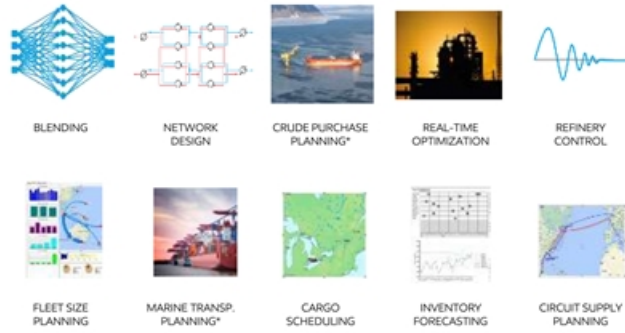 BLENDING
NETWORK
DESIGN
CRUDE PURCHASE
PLANNING*
REAL-TIME
OPTIMIZATION
REFINERY
CONTROL
FLEET SIZE
PLANNING
MARINE TRANSP.
PLANNING*
CARGO
SCHEDULING
INVENTORY
FORECASTING
CIRCUIT SUPPLY
PLANNING